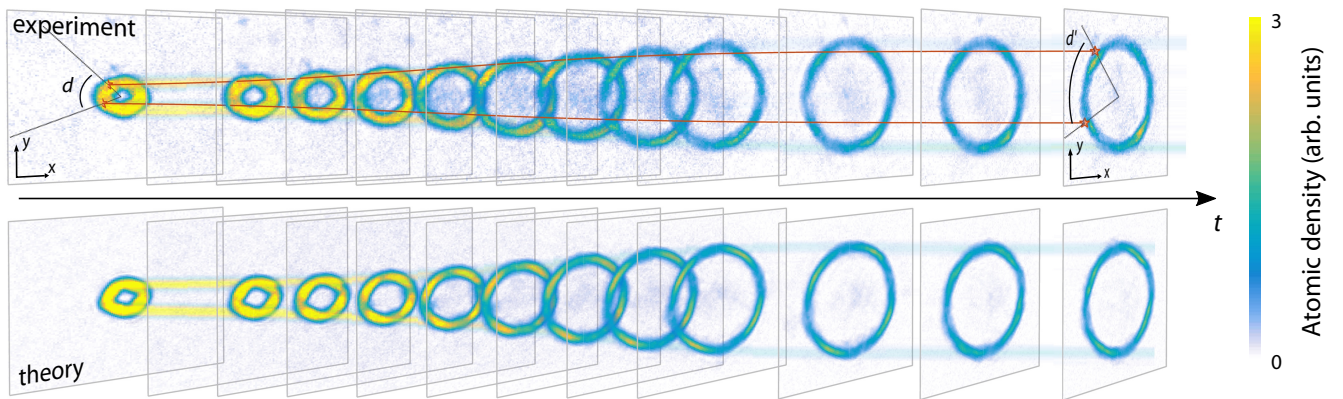 experiment
d
y
x
d'
y
x
t
theory
3
Atomic density (arb. units)
0